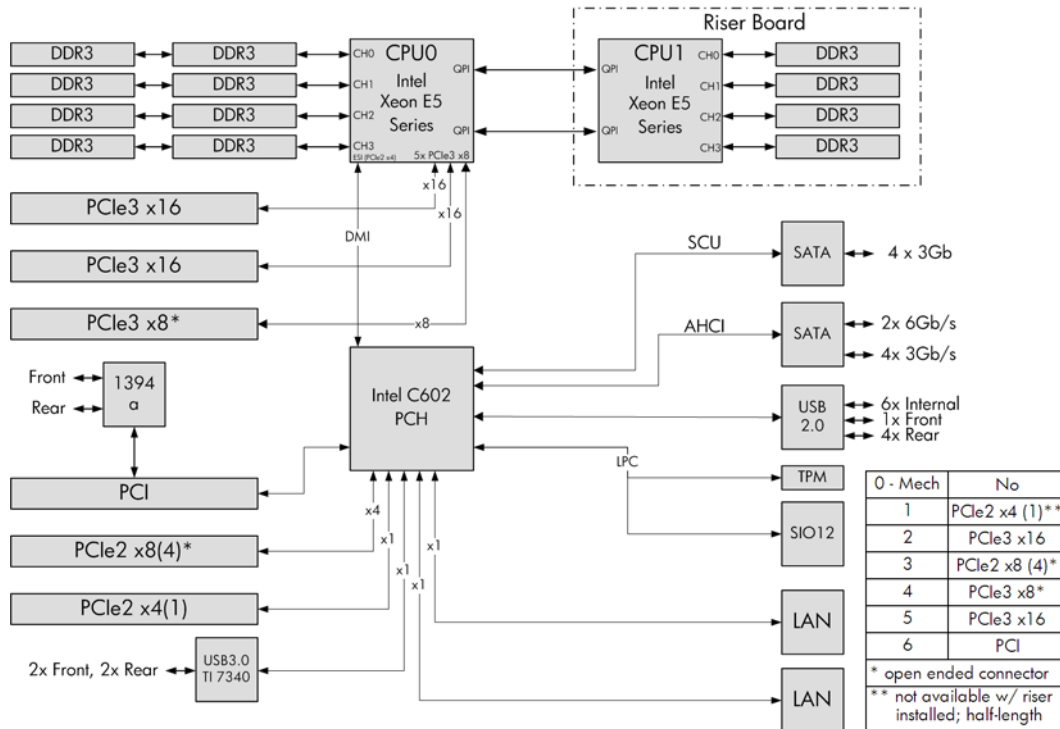 Riser Board
DDR3
DDR3
DDR3
DDR3
DDR3
DDR3
DDR3
DDR3
CH0
CH1
CH2
CH3
CPU0
Intel
Xeon E5
Series
QPI
QPI
ESI (PCIe2 x4)
5x PCIe3 x8
QPI
QPI
CPU1
Intel
Xeon E5
Series
CH0
CH1
CH2
CH3
DDR3
DDR3
DDR3
DDR3
PCIe3 x16
x16
PCIe3 x16
x16
PCIe3 x8*
x8
DMI
SCU
SATA
4 x 3Gb
AHCI
SATA
2x 6Gb/s
4x 3Gb/s
Front
Rear
1394
a
Intel C602
PCH
USB
2.0
6x Internal
1x Front
4x Rear
LPC
TPM
SIO12
PCI
PCIe2 x8(4)*
x4
PCIe2 x4(1)
x1
x1
x1
x1
2x Front, 2x Rear
USB3.0
TI 7340
LAN
LAN
0 - Mech No
1 PCIe2 x4 (1)**
2 PCIe3 x16
3 PCIe2 x8 (4)*
4 PCIe3 x8*
5 PCIe3 x16
6 PCI
* open ended connector
** not available w/ riser
installed; half-length